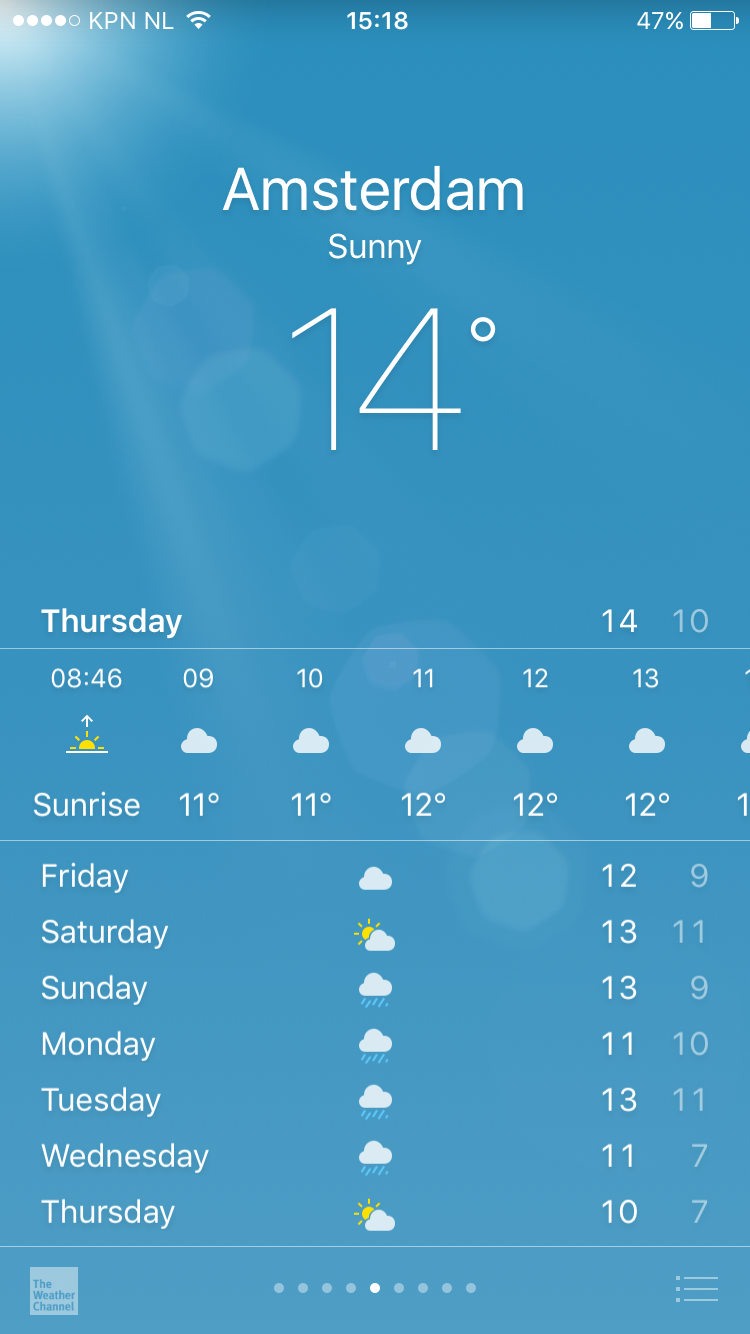 KPN NL 15:18 47%
Amsterdam
Sunny
14°
Thursday 14 10
08:46 09 10 11 12 13
Sunrise 11° 11° 12° 12° 12°
Friday 12 9
Saturday 13 11
Sunday 13 9
Monday 11 10
Tuesday 13 11
Wednesday 11 7
Thursday 10 7
The
Weather
Channel